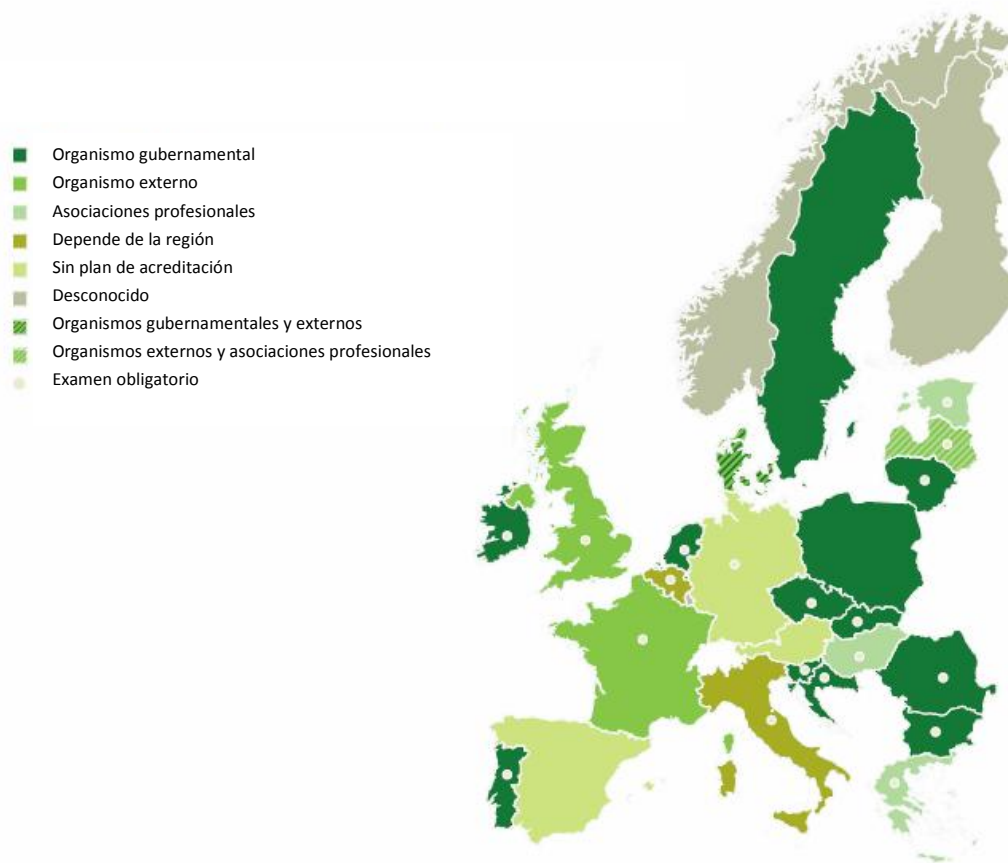 Organismo gubernamental
Organismo externo
Asociaciones profesionales
Depende de la región
Sin plan de acreditación
Desconocido
Organismos gubernamentales y externos
Organismos externos y asociaciones profesionales
Examen obligatorio